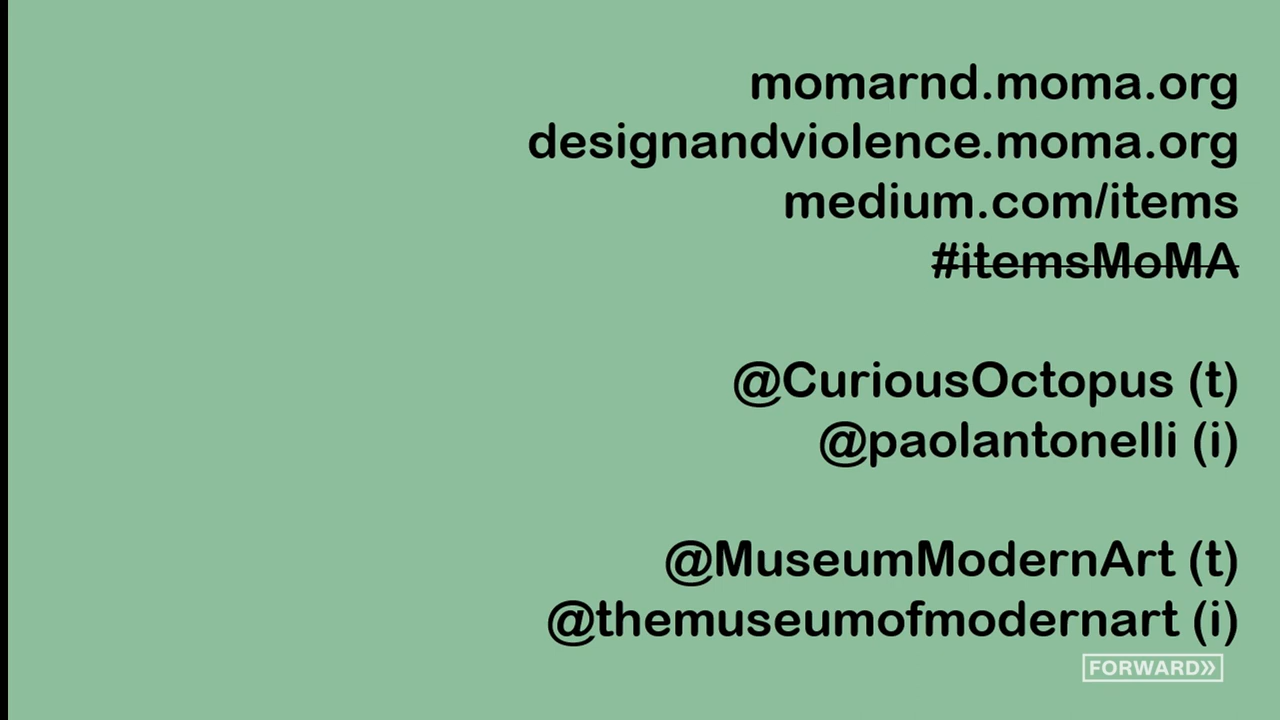 momarnd.moma.org
designandviolence.moma.org
medium.com/items
#itemsMoMA
@CuriousOctopus (t)
@paolantonelli (i)
@MuseumModernArt (t)
@themuseumofmodernart (i)
FORWARD»